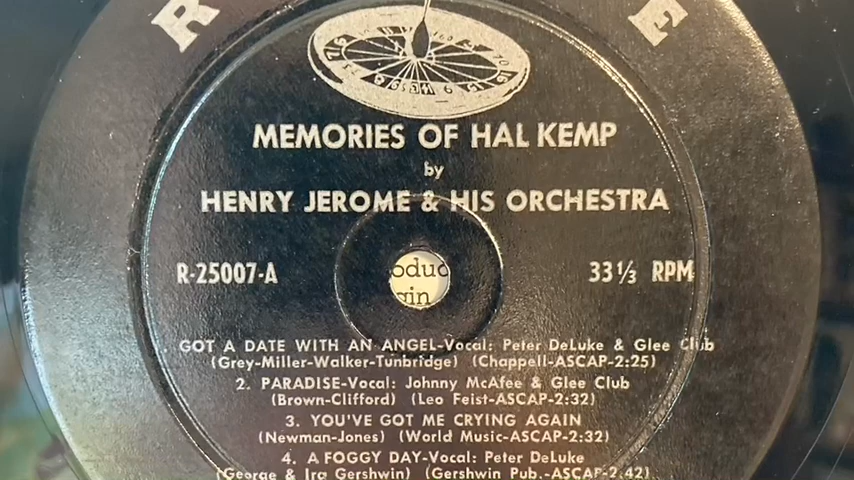 R E
MEMORIES OF HAL KEMP
by
HENRY JEROME & HIS ORCHESTRA
R-25007-A 33⅓ RPM
oduc
gin
GOT A DATE WITH AN ANGEL-Vocal: Peter DeLuke & Glee Club
(Grey-Miller-Walker-Tunbridge) (Chappell-ASCAP-2:25)
2. PARADISE-Vocal: Johnny McAfee & Glee Club
(Brown-Clifford) (Leo Feist-ASCAP-2:32)
3. YOU'VE GOT ME CRYING AGAIN
(Newman-Jones) (World Music-ASCAP-2:32)
4. A FOGGY DAY-Vocal: Peter DeLuke
(George & Ira Gershwin) (Gershwin Pub.-ASCAP-2:42)